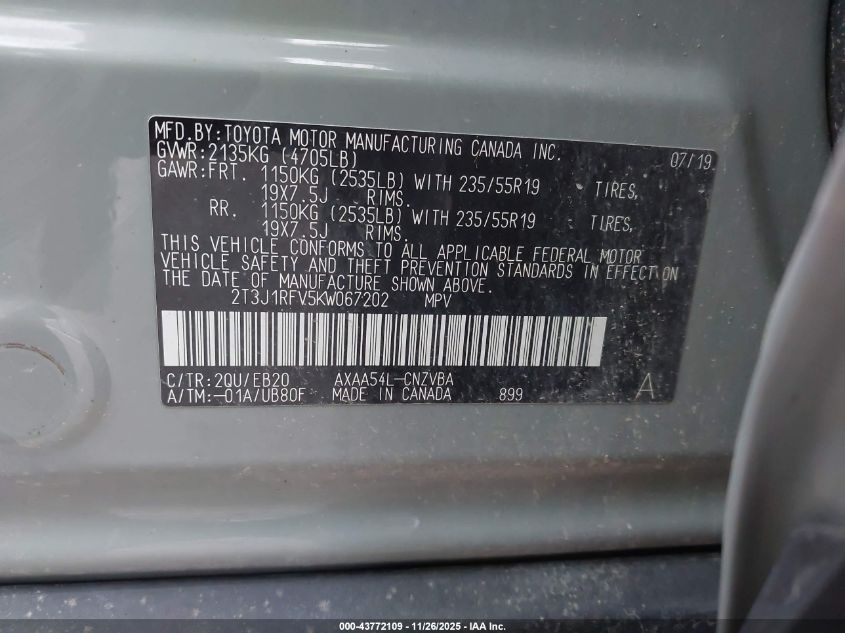 MFD.BY:TOYOTA MOTOR MANUFACTURING CANADA INC. 07/19
GVWR:2135KG (4705LB)
GAWR:FRT. 1150KG (2535LB) WITH 235/55R19 TIRES,
19X7.5J RIMS.
RR. 1150KG (2535LB) WITH 235/55R19 TIRES,
19X7.5J RIMS.
THIS VEHICLE CONFORMS TO ALL APPLICABLE FEDERAL MOTOR
VEHICLE SAFETY AND THEFT PREVENTION STANDARDS IN EFFECT ON
THE DATE OF MANUFACTURE SHOWN ABOVE.
2T3J1RFV5KW067202 MPV
C/TR:2QU/EB20 AXAA54L-CNZVBA A
A/TM:-01A/UB80F MADE IN CANADA 899
000-43772109 | 11/26/2025 - IAA Inc.